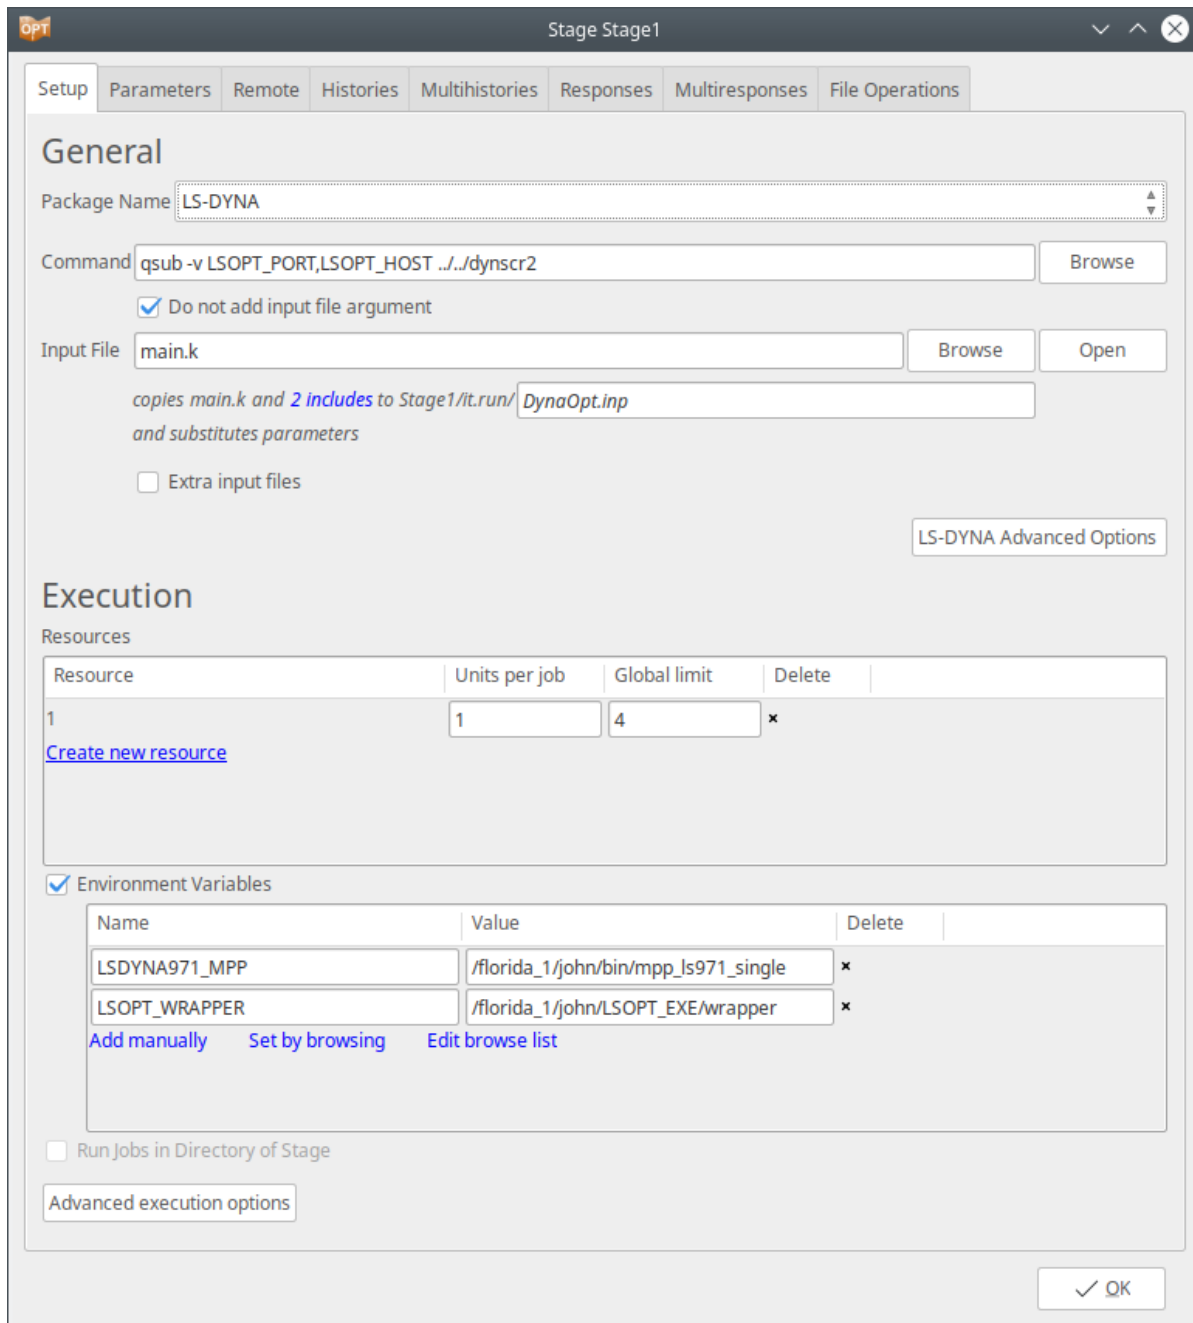 OPT Stage Stage1
Setup Parameters Remote Histories Multihistories Responses Multiresponses File Operations
General
Package Name LS-DYNA
Command qsub -v LSOPT_PORT,LSOPT_HOST ../../dynscr2 Browse
Do not add input file argument
Input File main.k Browse Open
copies main.k and 2 includes to Stage1/it.run/ DynaOpt.inp
and substitutes parameters
Extra input files
LS-DYNA Advanced Options
Execution
Resources
Resource Units per job Global limit Delete
1 1 4 ×
Create new resource
Environment Variables
Name Value Delete
LSDYNA971_MPP /florida_1/john/bin/mpp_ls971_single ×
LSOPT_WRAPPER /florida_1/john/LSOPT_EXE/wrapper ×
Add manually Set by browsing Edit browse list
Run Jobs in Directory of Stage
Advanced execution options
OK